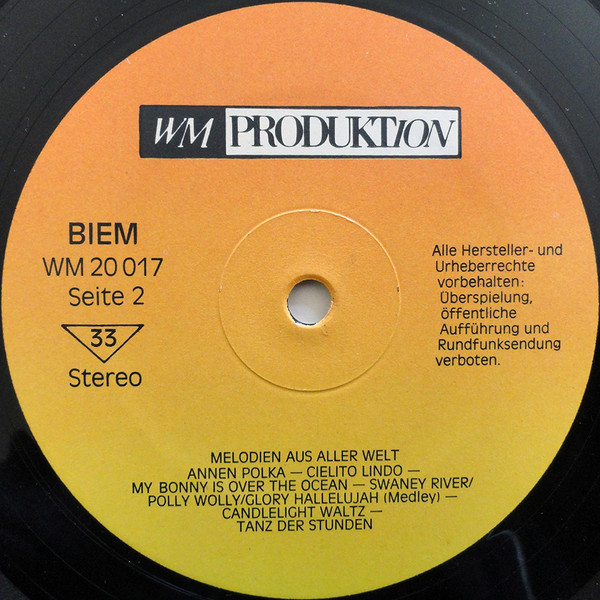 WM PRODUKTION
BIEM
WM 20 017
Seite 2
33
Stereo
Alle Hersteller- und
Urheberrechte
vorbehalten:
Überspielung,
öffentliche
Aufführung und
Rundfunksendung
verboten.
MELODIEN AUS ALLER WELT
ANNEN POLKA — CIELITO LINDO —
MY BONNY IS OVER THE OCEAN — SWANEY RIVER/
POLLY WOLLY/GLORY HALLELUJAH (Medley) —
CANDLELIGHT WALTZ —
TANZ DER STUNDEN